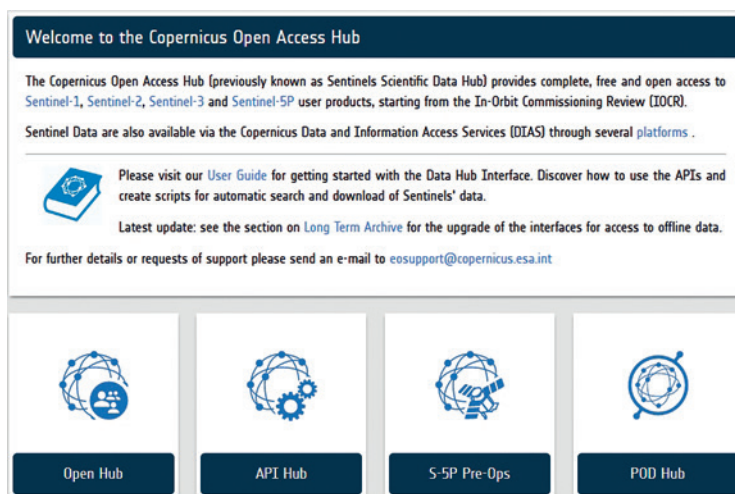 Welcome to the Copernicus Open Access Hub
The Copernicus Open Access Hub (previously known as Sentinels Scientific Data Hub) provides complete, free and open access to
Sentinel-1, Sentinel-2, Sentinel-3 and Sentinel-5P user products, starting from the In-Orbit Commissioning Review (IOCR).
Sentinel Data are also available via the Copernicus Data and Information Access Services (DIAS) through several platforms .
Please visit our User Guide for getting started with the Data Hub Interface. Discover how to use the APIs and
create scripts for automatic search and download of Sentinels' data.
Latest update: see the section on Long Term Archive for the upgrade of the interfaces for access to offline data.
For further details or requests of support please send an e-mail to eosupport@copernicus.esa.int
Open Hub
API Hub
S-5P Pre-Ops
POD Hub